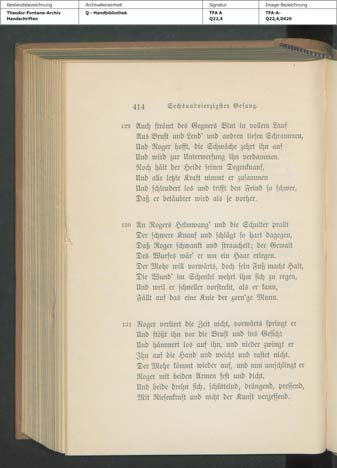 Bestandsbezeichnung Archivalieneinheit Signatur Image-Bezeichnung
Theodor-Fontane-Archiv Q - Handbibliothek TFA A TFA-A-
Handschriften Q22,4 Q22,4,0426
414 Sechsundvierzigster Gesang.
129 Auch strömt des Gegners Blut in vollem Lauf
Aus Brust und Lend' und andern tiefen Schrammen,
Und Roger hofft, die Schwäche zehrt ihn auf
Und wird zur Unterwerfung ihn verdammen.
Noch hält der Heide seinen Degenknauf,
Und alle letzte Kraft nimmt er zusammen
Und schleudert los und trifft den Feind so schwer,
Daß er betäubter wird als je vorher.
130 An Rogers Helmwang' und die Schulter prallt
Der schwere Knauf und schlägt so hart dagegen,
Daß Roger schwankt und strauchelt; der Gewalt
Des Wurfes wär' er um ein Haar erlegen.
Der Mohr will vorwärts, doch sein Fuß macht Halt,
Die Wund' im Schenkel wehrt ihm sich zu regen,
Und weil er schneller vorstrebt, als er kann,
Fällt auf das eine Knie der zorn'ge Mann.
131 Roger verliert die Zeit nicht, vorwärts springt er
Und stößt ihn vor die Brust und ins Gesicht
Und hämmert los auf ihn, und nieder zwingt er
Ihn auf die Hand und weicht und rastet nicht.
Der Mohr kömmt wieder auf, und nun umschlingt er
Roger mit beiden Armen fest und dicht,
Und beide drehn sich, schüttelnd, drängend, pressend,
Mit Riesenkraft und nicht der Kunst vergessend.